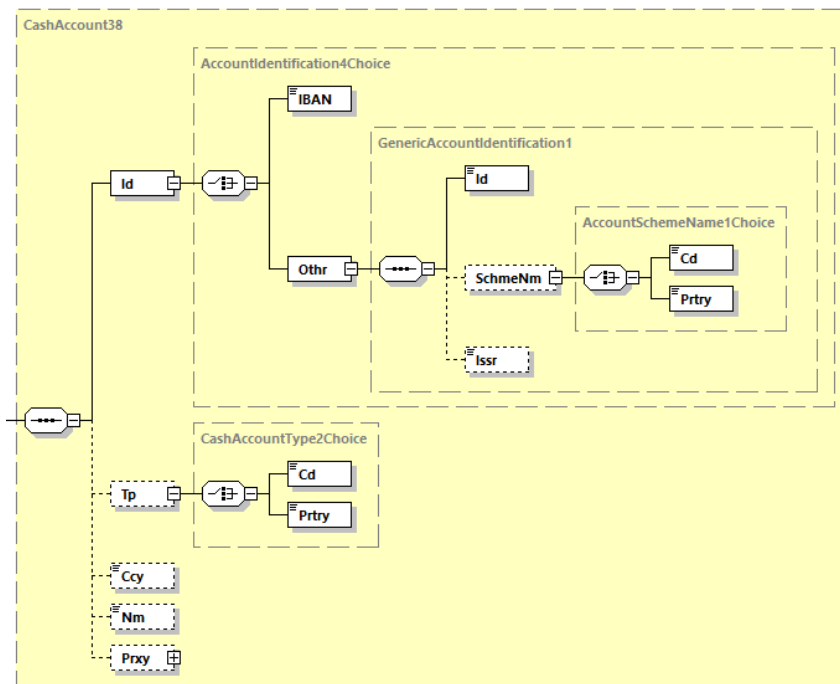 CashAccount38
AccountIdentification4Choice
IBAN
GenericAccountIdentification1
Id
Id
AccountSchemeName1Choice
Othr
SchmeNm
Cd
Prtry
Issr
CashAccountType2Choice
Tp
Cd
Prtry
Ccy
Nm
Prxy